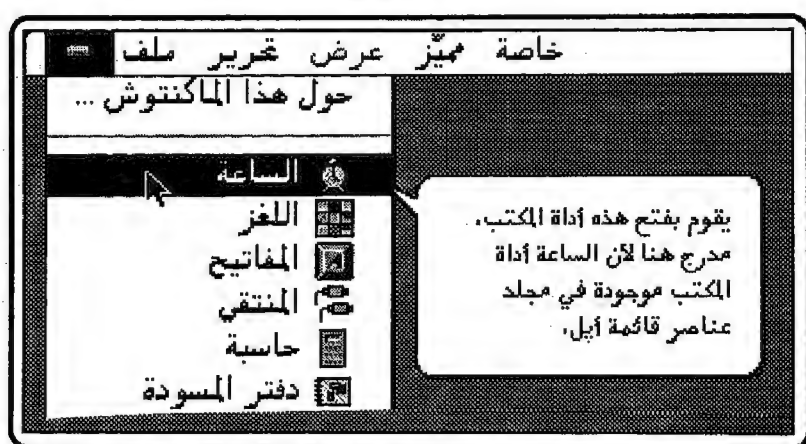 ملف تحرير عرض مميّز خاصة
حول هذا الماكنتوش ...
الساعة
اللغز
المفاتيح
المنتقي
حاسبة
دفتر المسودة
يقوم بفتح هذه أداة المكتب،
مدرج هنا لأن الساعة أداة
المكتب موجودة في مجلد
عناصر قائمة أپل،